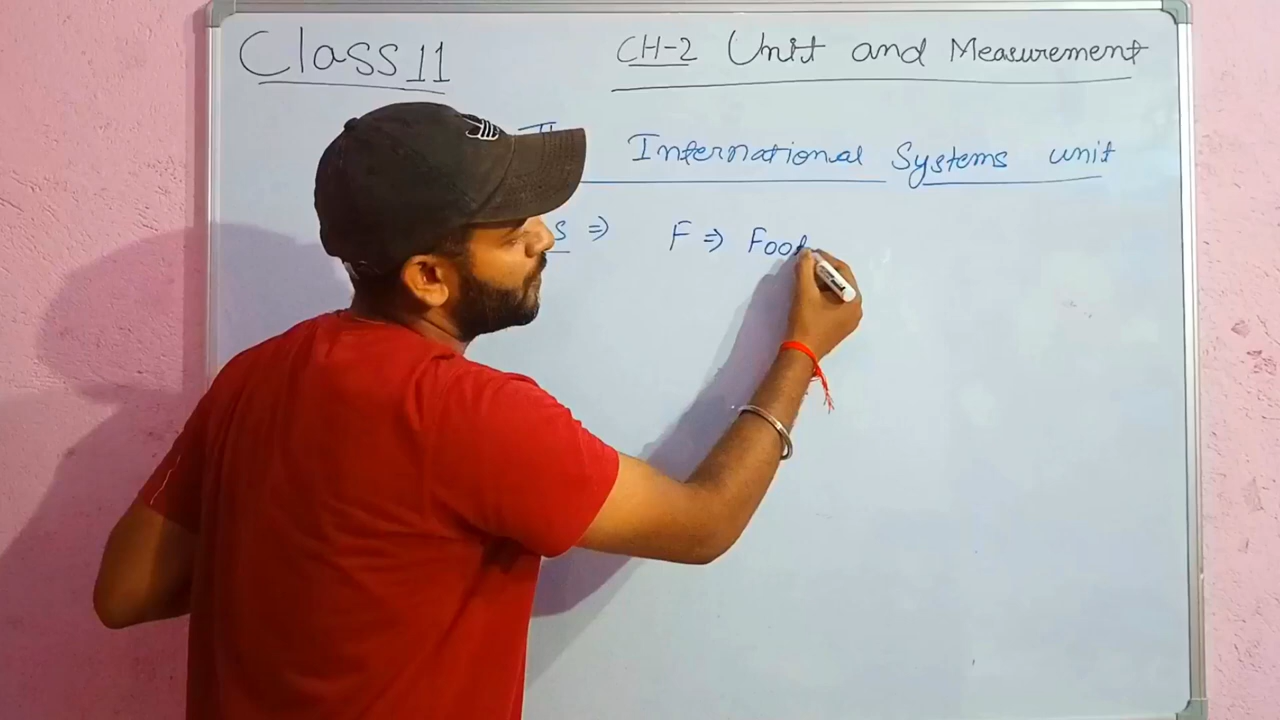 Class 11
CH-2 Unit and Measurement
International Systems unit
S ⇒ F ⇒ Foot